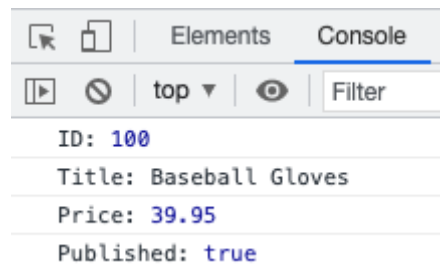 Elements Console
top Filter
ID: 100
Title: Baseball Gloves
Price: 39.95
Published: true